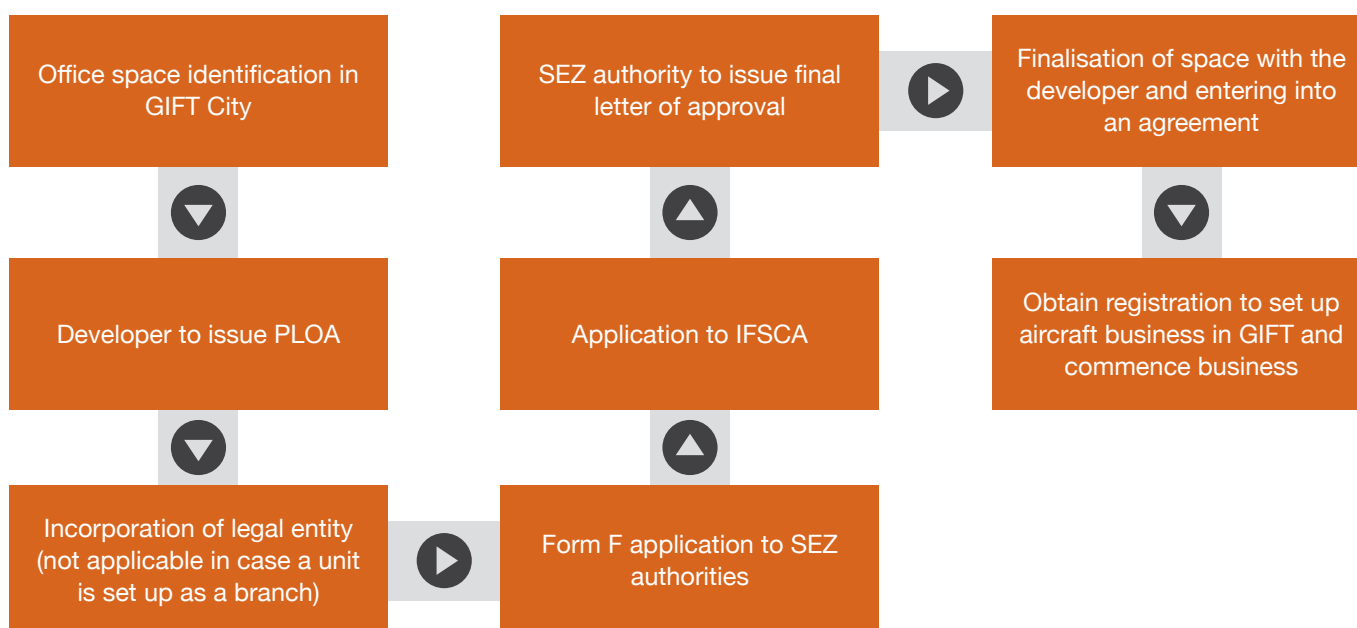 Office space identification in
GIFT City
Developer to issue PLOA
Incorporation of legal entity
(not applicable in case a unit
is set up as a branch)
Form F application to SEZ
authorities
Application to IFSCA
SEZ authority to issue final
letter of approval
Finalisation of space with the
developer and entering into
an agreement
Obtain registration to set up
aircraft business in GIFT and
commence business